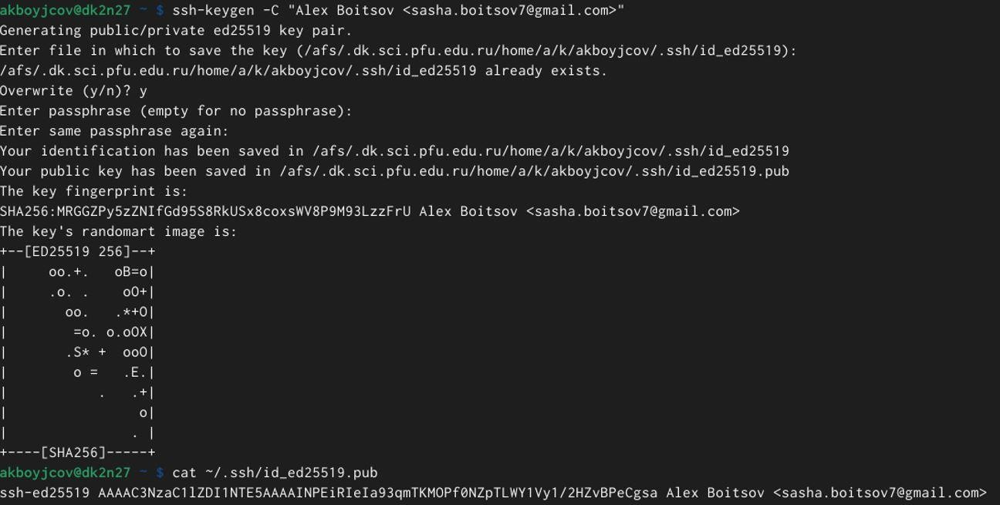 akboyjcov@dk2n27 ~ $ ssh-keygen -C "Alex Boitsov <sasha.boitsov7@gmail.com>"
Generating public/private ed25519 key pair.
Enter file in which to save the key (/afs/.dk.sci.pfu.edu.ru/home/a/k/akboyjcov/.ssh/id_ed25519):
/afs/.dk.sci.pfu.edu.ru/home/a/k/akboyjcov/.ssh/id_ed25519 already exists.
Overwrite (y/n)? y
Enter passphrase (empty for no passphrase):
Enter same passphrase again:
Your identification has been saved in /afs/.dk.sci.pfu.edu.ru/home/a/k/akboyjcov/.ssh/id_ed25519
Your public key has been saved in /afs/.dk.sci.pfu.edu.ru/home/a/k/akboyjcov/.ssh/id_ed25519.pub
The key fingerprint is:
SHA256:MRGGZPy5zZNIfGd95S8RkUSx8coxsWV8P9M93LzzFrU Alex Boitsov <sasha.boitsov7@gmail.com>
The key's randomart image is:
+--[ED25519 256]--+
|     oo.+.   oB=o|
|     .o. .    oO+|
|       oo.   .*+O|
|        =o. o.oOX|
|       .S* +  ooO|
|        o =   .E.|
|           .   .+|
|                o|
|               . |
+----[SHA256]-----+
akboyjcov@dk2n27 ~ $ cat ~/.ssh/id_ed25519.pub
ssh-ed25519 AAAAC3NzaC1lZDI1NTE5AAAAINPEiRIeIa93qmTKMOPf0NZpTLWY1Vy1/2HZvBPeCgsa Alex Boitsov <sasha.boitsov7@gmail.com>